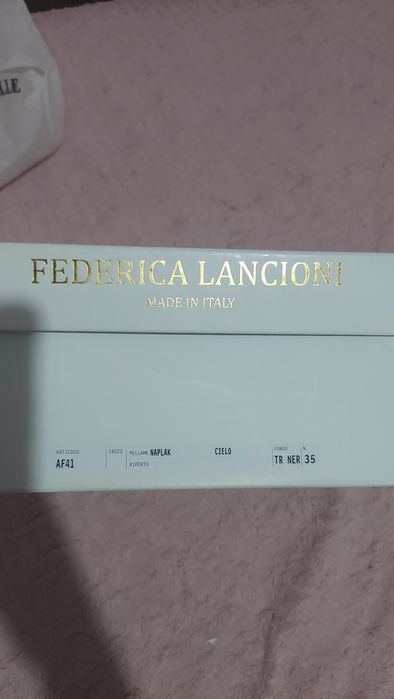 FEDERICA LANCIONI
MADE IN ITALY
ARTICOLO TACCO PELLAME NAPLAK CIELO FONDO N.
AF41 RIPORTO TR NER 35